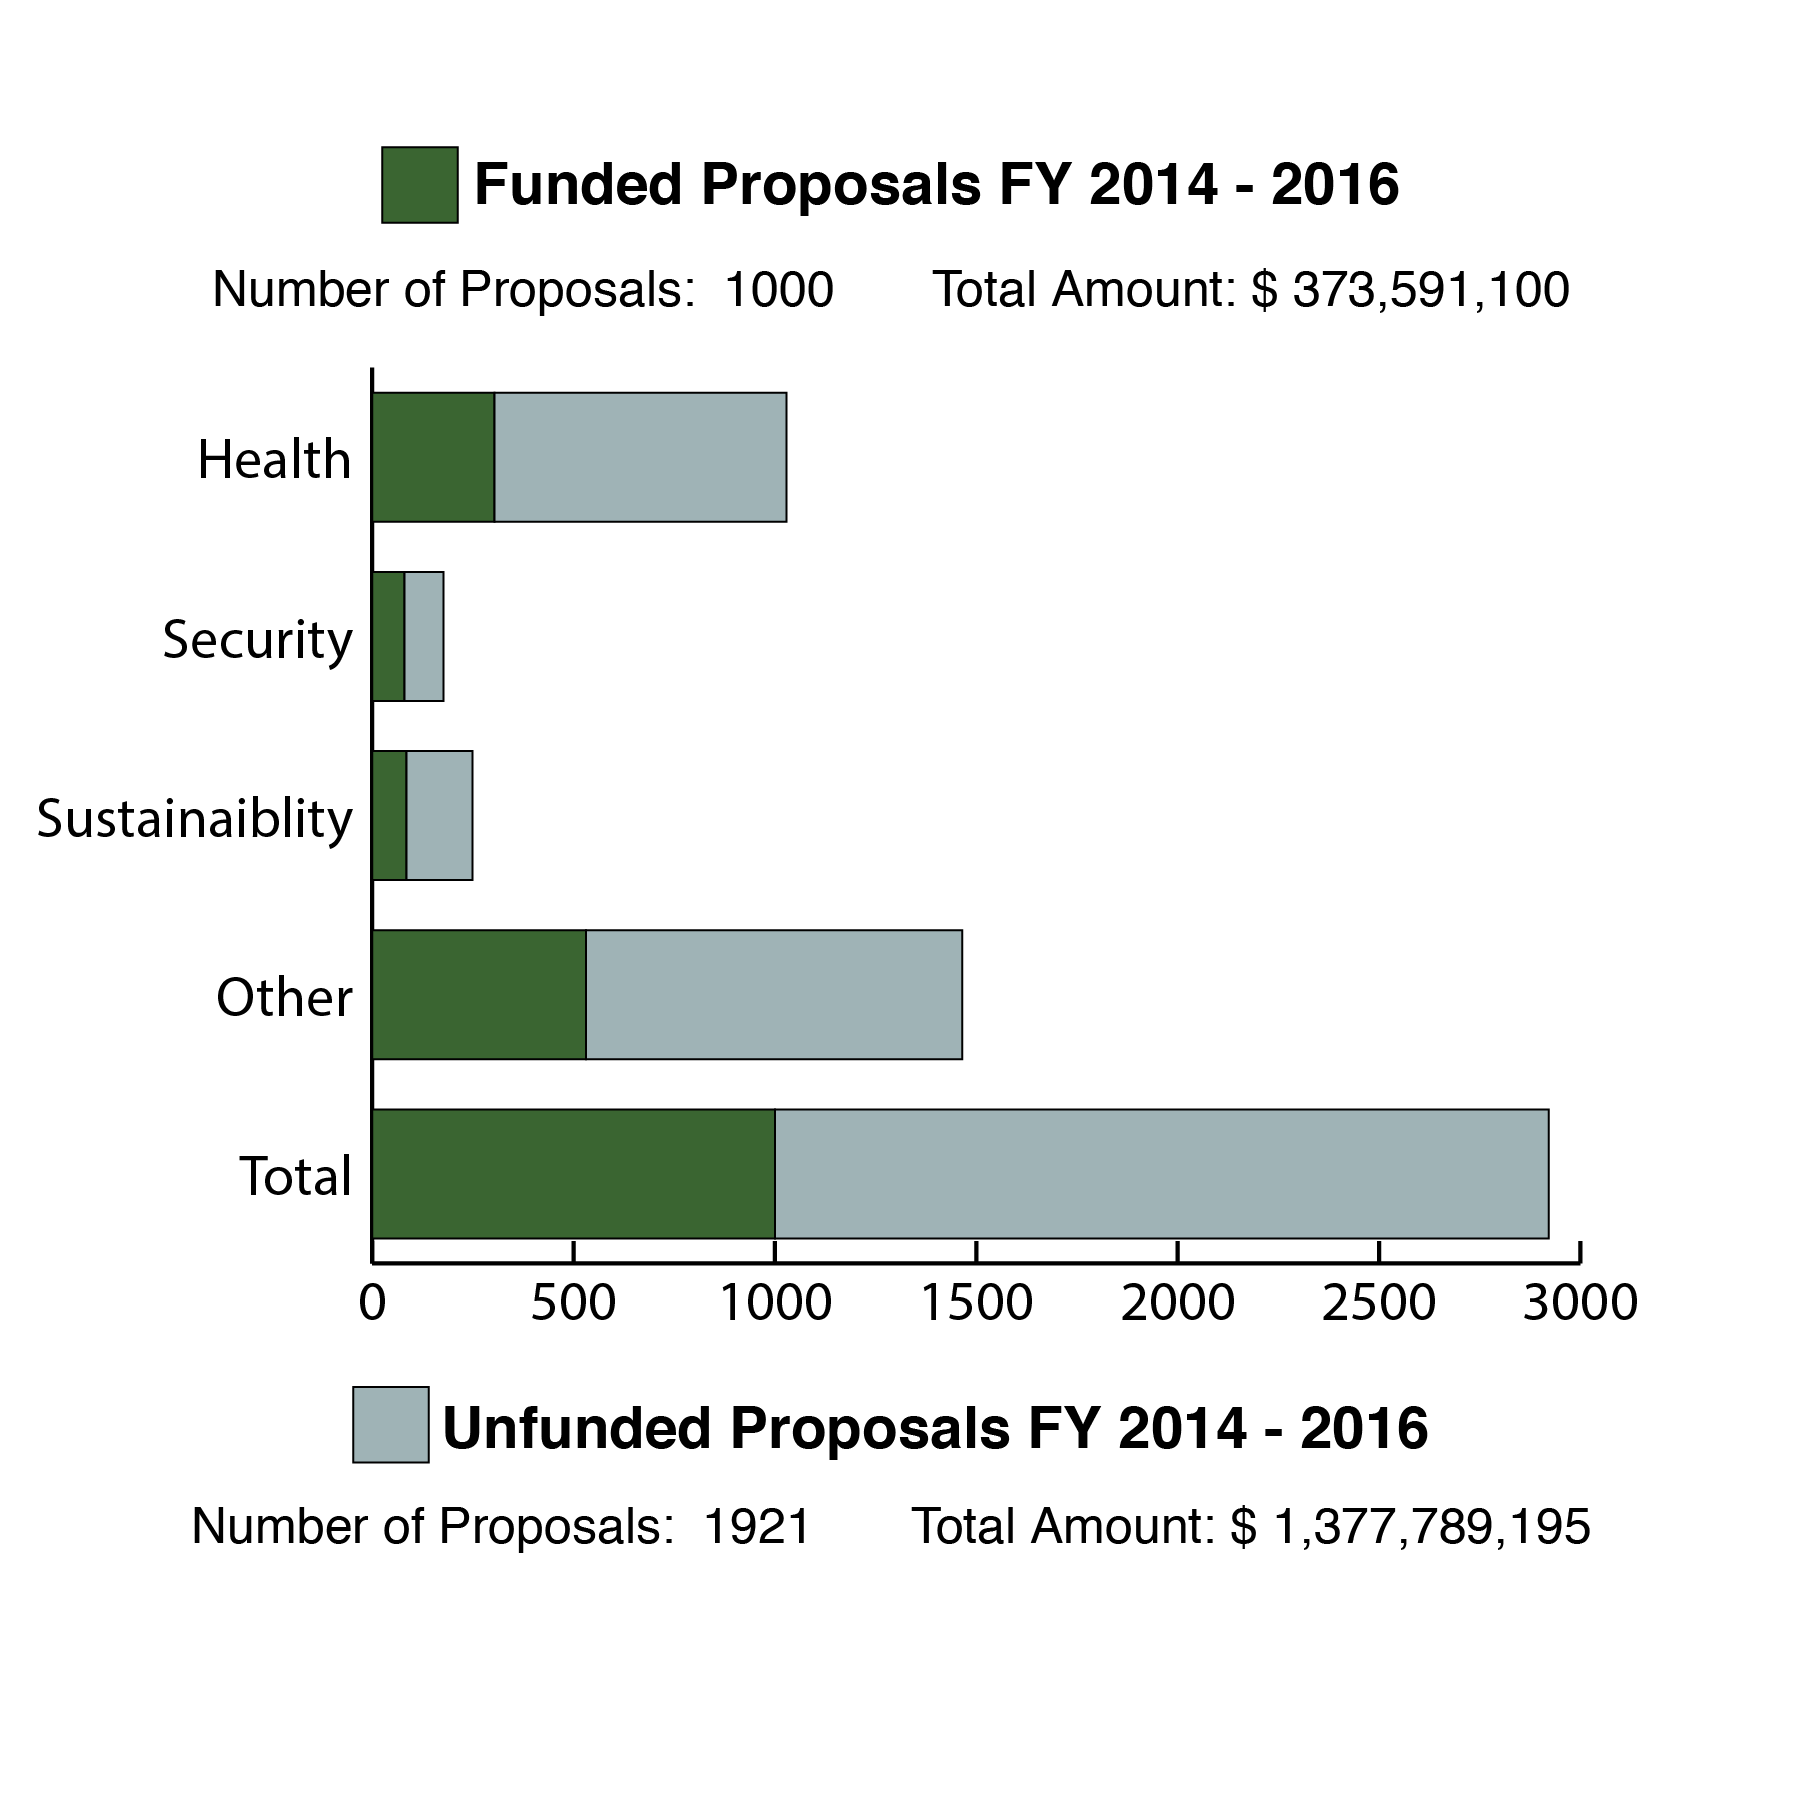 Funded Proposals FY 2014 - 2016
Number of Proposals:  1000  Total Amount: $ 373,591,100
Health
Security
Sustainaiblity
Other
Total
0 500 1000 1500 2000 2500 3000
Unfunded Proposals FY 2014 - 2016
Number of Proposals:  1921  Total Amount: $ 1,377,789,195